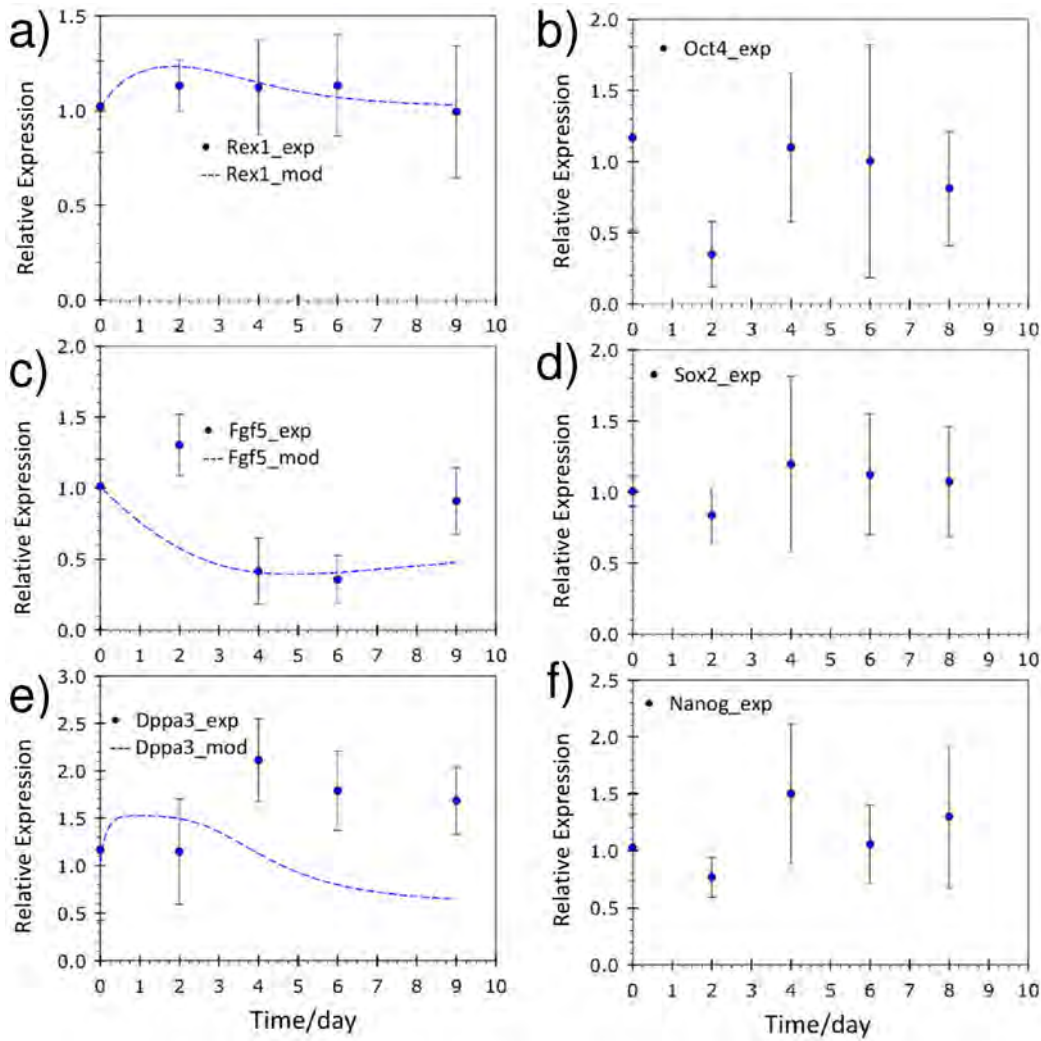 a)
1.5
1.0
0.5
0.0
Relative Expression
Rex1_exp
Rex1_mod
0 1 2 3 4 5 6 7 8 9 10
b)
2.0
1.5
1.0
0.5
0.0
Relative Expression
Oct4_exp
0 1 2 3 4 5 6 7 8 9 10
c)
2.0
1.5
1.0
0.5
0.0
Relative Expression
Fgf5_exp
Fgf5_mod
0 1 2 3 4 5 6 7 8 9 10
d)
2.0
1.5
1.0
0.5
0.0
Relative Expression
Sox2_exp
0 1 2 3 4 5 6 7 8 9 10
e)
3.0
2.5
2.0
1.5
1.0
0.5
0.0
Relative Expression
Dppa3_exp
Dppa3_mod
0 1 2 3 4 5 6 7 8 9 10
Time/day
f)
2.5
2.0
1.5
1.0
0.5
0.0
Relative Expression
Nanog_exp
0 1 2 3 4 5 6 7 8 9 10
Time/day